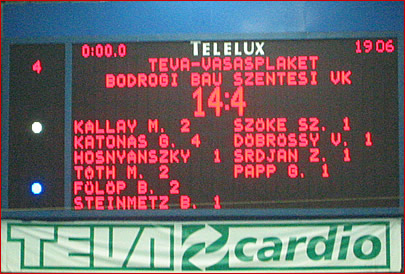 0:00.0 TELELUX 19 06
4 TEVA-VASASPLAKET
BODROGI BAU SZENTESI VK
14:4
KALLAY M. 2 SZÖKE SZ. 1
KATONAS G. 4 DÖBRÖSSY V. 1
HOSNYANSZKY 1 SRDJAN Z. 1
TOTH M. 2 PAPP G. 1
FÜLÖP B. 2
STEINMETZ B. 1
TEVA cardio